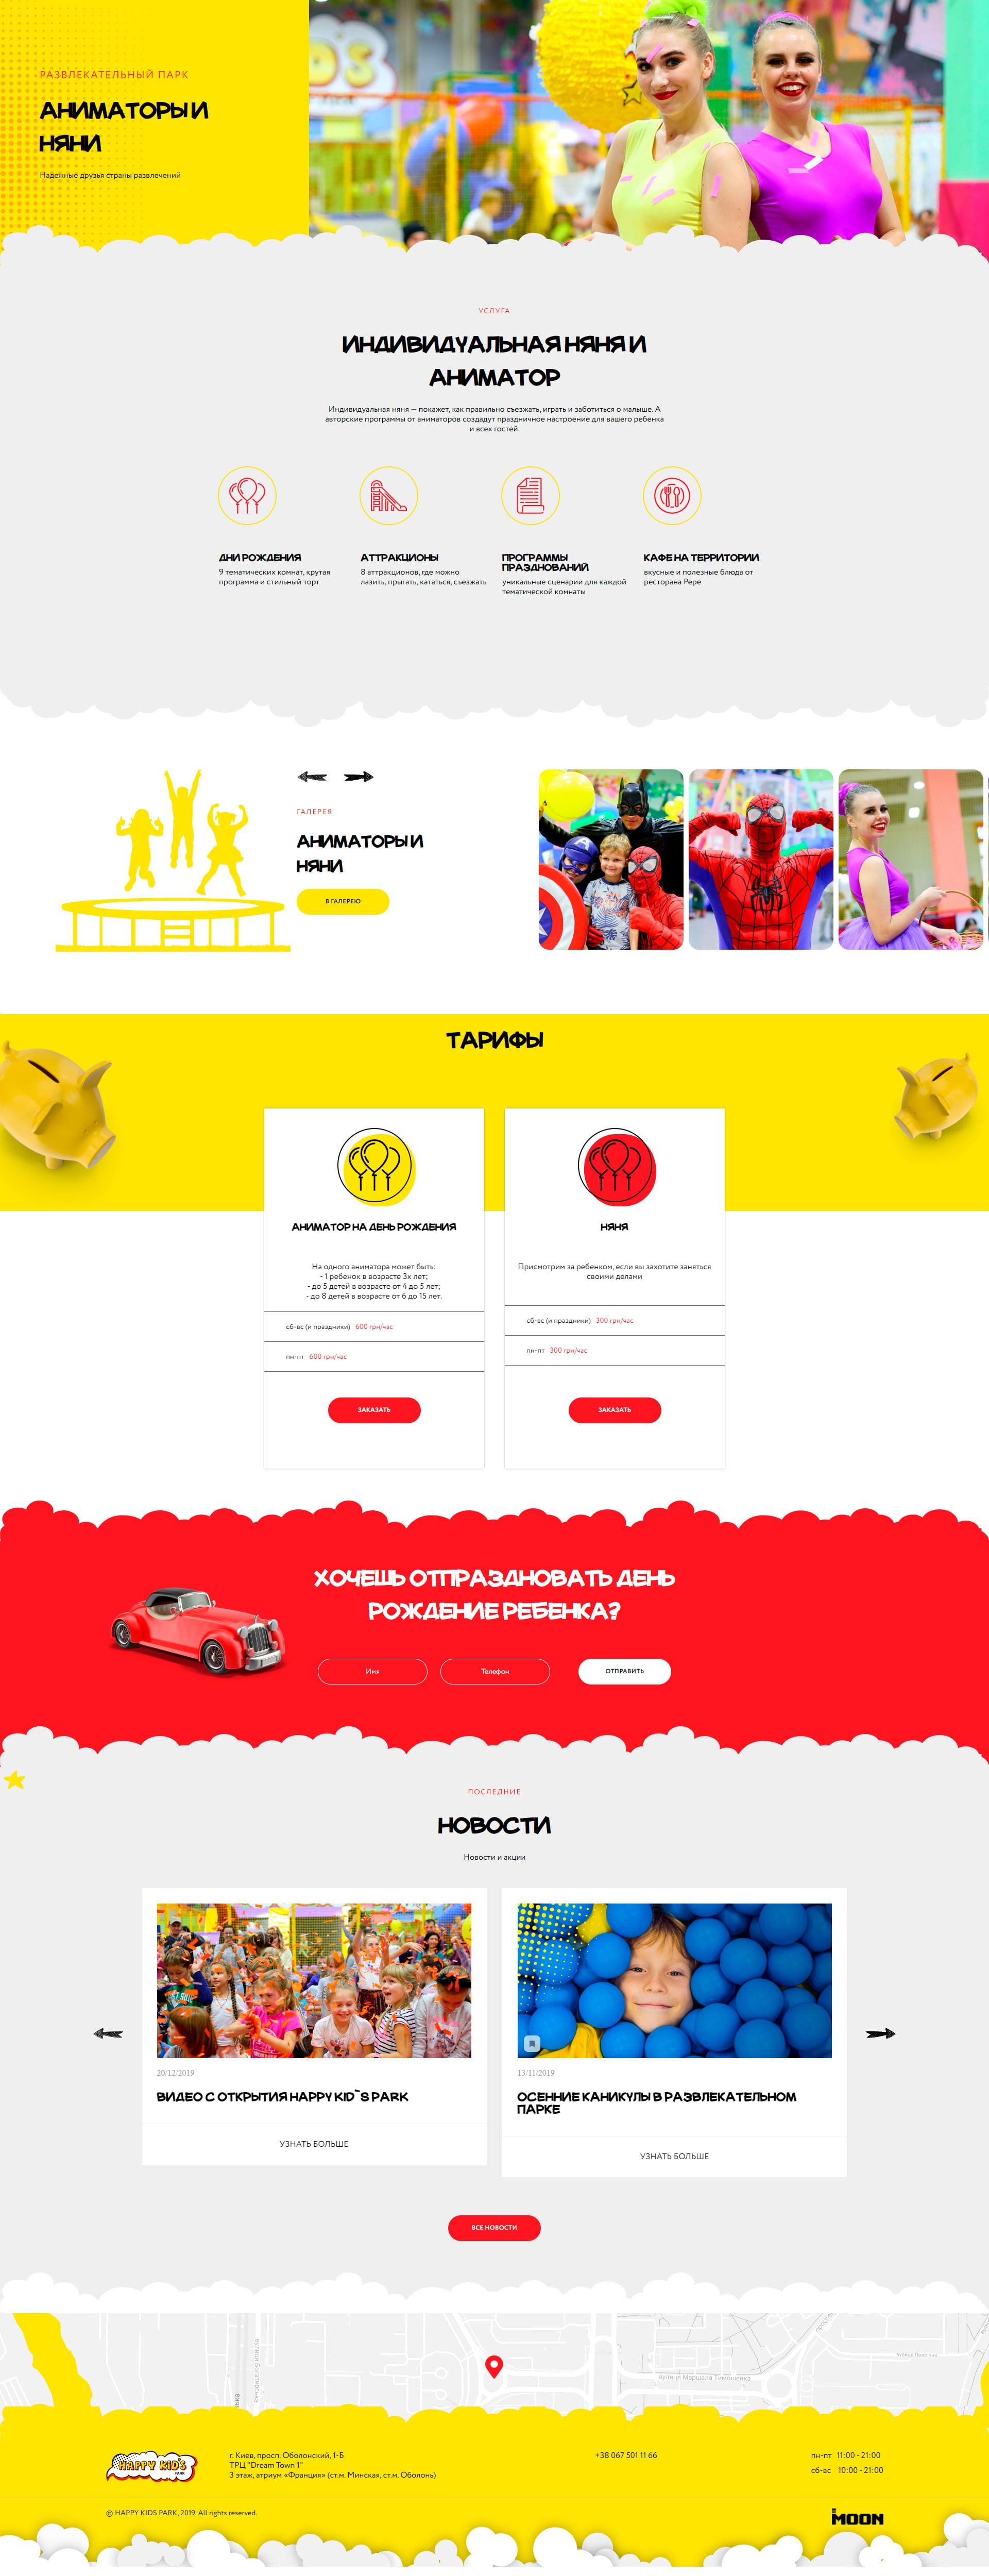 РАЗВЛЕКАТЕЛЬНЫЙ ПАРК
АНИМАТОРЫ И
НЯНИ
Надежные друзья страны развлечений
УСЛУГА
ИНДИВИДУАЛЬНАЯ НЯНЯ И
АНИМАТОР
Индивидуальная няня — покажет, как правильно съезжать, играть и заботиться о малыше. А
авторские программы от аниматоров создадут праздничное настроение для вашего ребенка
и всех гостей.
ДНИ РОЖДЕНИЯ
9 тематических комнат, крутая
программа и стильный торт
АТТРАКЦИОНЫ
8 аттракционов, где можно
лазить, прыгать, кататься, съезжать
ПРОГРАММЫ
ПРАЗДНОВАНИЙ
уникальные сценарии для каждой
тематической комнаты
КАФЕ НА ТЕРРИТОРИИ
вкусные и полезные блюда от
ресторана Pepe
ГАЛЕРЕЯ
АНИМАТОРЫ И
НЯНИ
В ГАЛЕРЕЮ
ТАРИФЫ
АНИМАТОР НА ДЕНЬ РОЖДЕНИЯ
На одного аниматора может быть:
- 1 ребенок в возрасте 3х лет;
- до 5 детей в возрасте от 4 до 5 лет;
- до 8 детей в возрасте от 6 до 15 лет.
сб-вс (и праздники) 600 грн/час
пн-пт 600 грн/час
ЗАКАЗАТЬ
НЯНЯ
Присмотрим за ребенком, если вы захотите заняться
своими делами
сб-вс (и праздники) 300 грн/час
пн-пт 300 грн/час
ЗАКАЗАТЬ
ХОЧЕШЬ ОТПРАЗДНОВАТЬ ДЕНЬ
РОЖДЕНИЕ РЕБЕНКА?
Имя
Телефон
ОТПРАВИТЬ
ПОСЛЕДНИЕ
НОВОСТИ
Новости и акции
20/12/2019
ВИДЕО С ОТКРЫТИЯ HAPPY KID`S PARK
УЗНАТЬ БОЛЬШЕ
13/11/2019
ОСЕННИЕ КАНИКУЛЫ В РАЗВЛЕКАТЕЛЬНОМ
ПАРКЕ
УЗНАТЬ БОЛЬШЕ
ВСЕ НОВОСТИ
вулиця Маршала Тимошенка
HAPPY KID'S
PARK
г. Киев, просп. Оболонский, 1-Б
ТРЦ "Dream Town 1"
3 этаж, атриум «Франция» (ст.м. Минская, ст.м. Оболонь)
+38 067 501 11 66
пн-пт 11:00 - 21:00
сб-вс 10:00 - 21:00
© HAPPY KIDS PARK, 2019. All rights reserved.
MOON